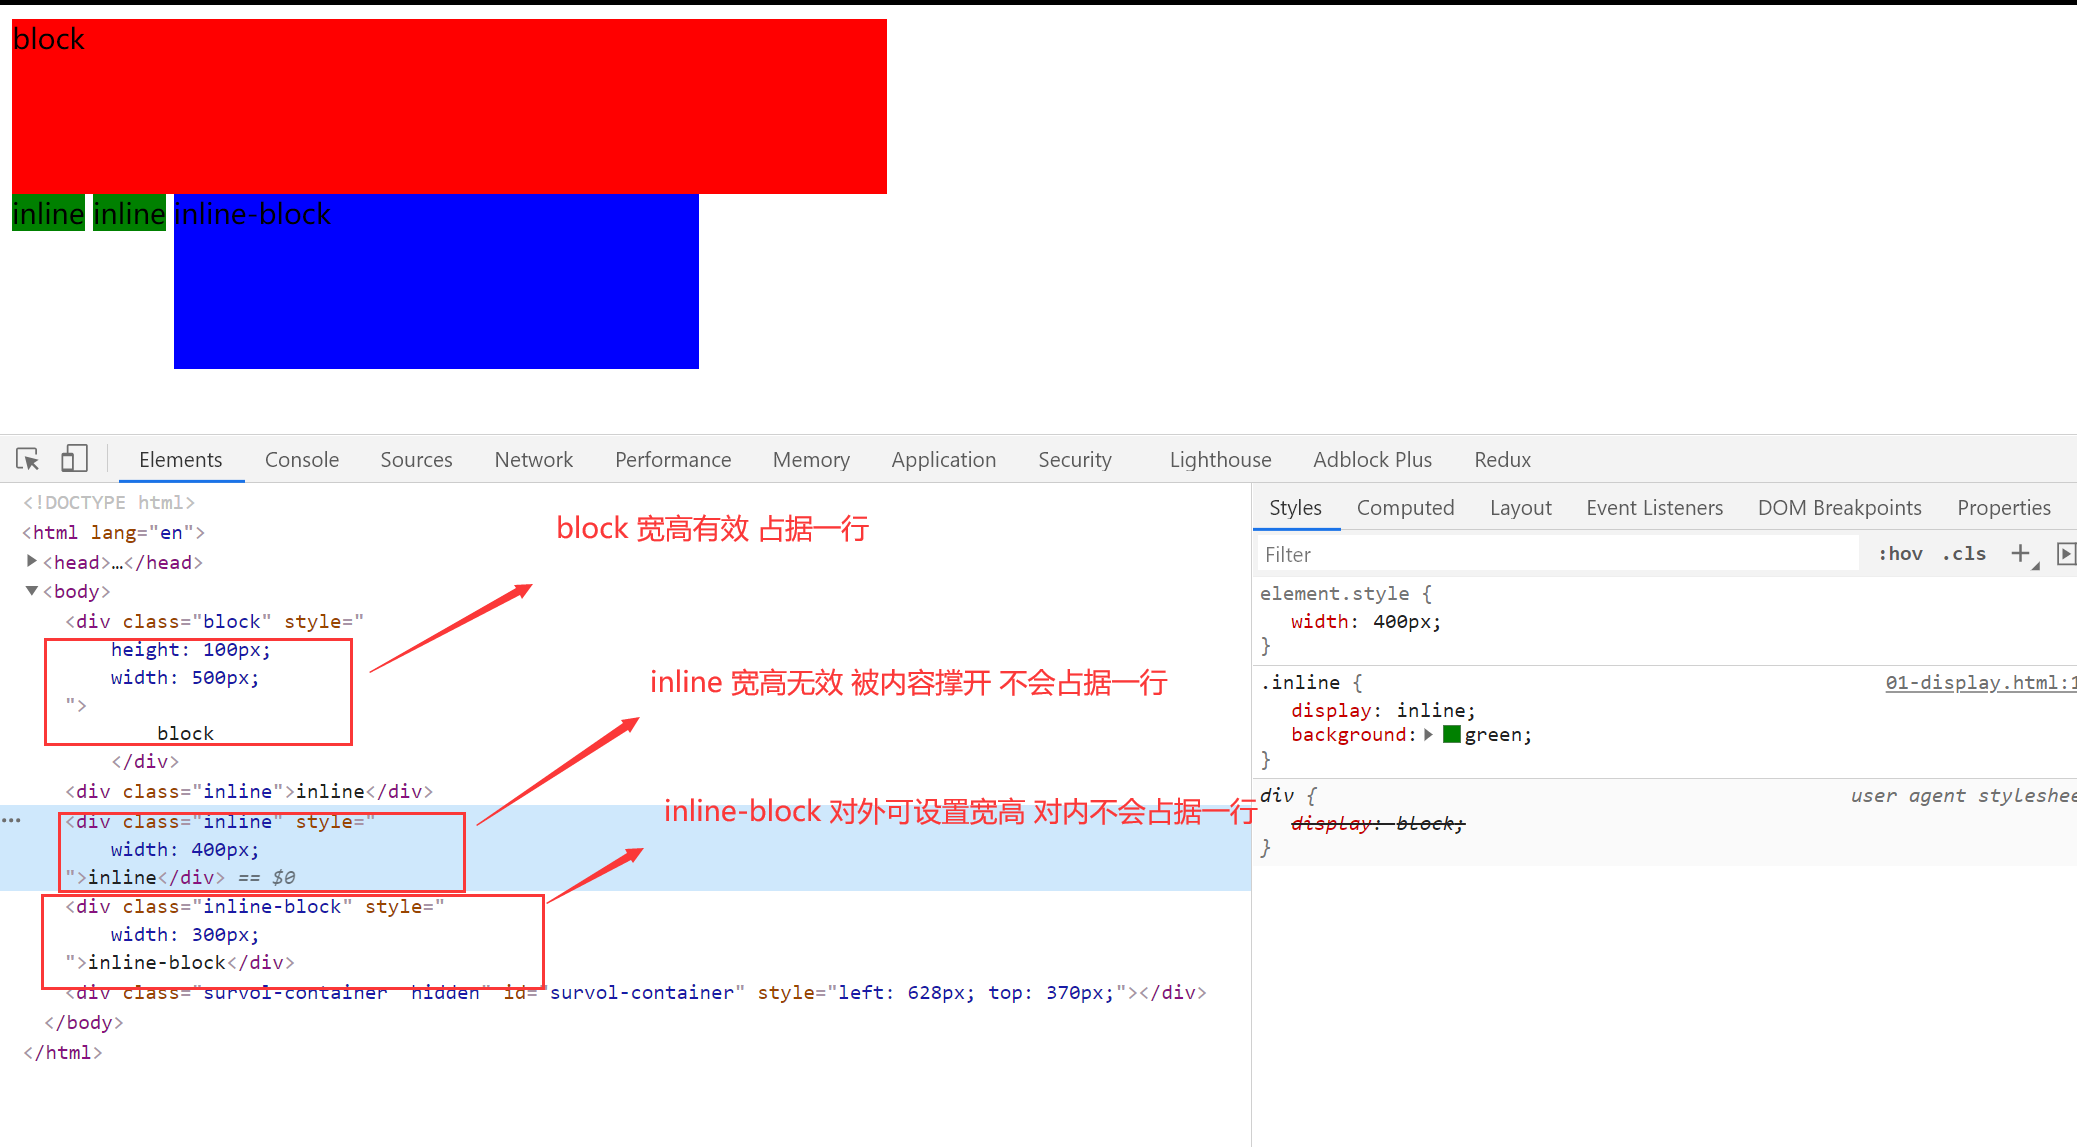 block
inline inline inline-block
Elements Console Sources Network Performance Memory Application Security Lighthouse Adblock Plus Redux
<!DOCTYPE html>
<html lang="en">
<head>…</head>
<body>
<div class="block" style="
height: 100px;
width: 500px;
">
block
</div>
<div class="inline">inline</div>
<div class="inline" style="
width: 400px;
">inline</div> == $0
<div class="inline-block" style="
width: 300px;
">inline-block</div>
<div class="survol-container hidden" id="survol-container" style="left: 628px; top: 370px;"></div>
</body>
</html>
block 宽高有效 占据一行
inline 宽高无效 被内容撑开 不会占据一行
inline-block 对外可设置宽高 对内不会占据一行
Styles Computed Layout Event Listeners DOM Breakpoints Properties
Filter :hov .cls
element.style {
width: 400px;
}
.inline { 01-display.html:1
display: inline;
background: green;
}
div { user agent styleshee
display: block;
}